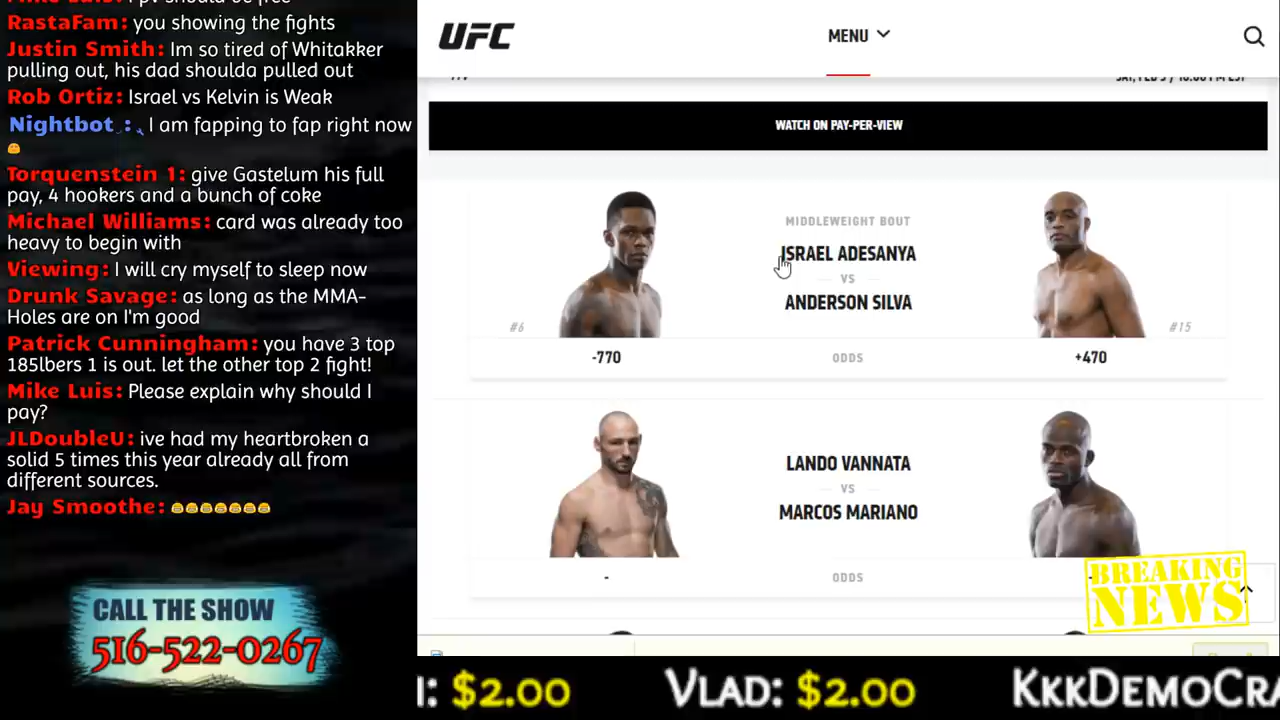 RastaFam: you showing the fights
Justin Smith: Im so tired of Whitakker
pulling out, his dad shoulda pulled out
Rob Ortiz: Israel vs Kelvin is Weak
Nightbot : I am fapping to fap right now
Torquenstein 1: give Gastelum his full
pay, 4 hookers and a bunch of coke
Michael Williams: card was already too
heavy to begin with
Viewing: I will cry myself to sleep now
Drunk Savage: as long as the MMA-
Holes are on I'm good
Patrick Cunningham: you have 3 top
185lbers 1 is out. let the other top 2 fight!
Mike Luis: Please explain why should I
pay?
JLDoubleU: ive had my heartbroken a
solid 5 times this year already all from
different sources.
Jay Smoothe:
CALL THE SHOW
516-522-0267
UFC
MENU
WATCH ON PAY-PER-VIEW
MIDDLEWEIGHT BOUT
ISRAEL ADESANYA
VS
ANDERSON SILVA
#6
#15
-770
ODDS
+470
LANDO VANNATA
VS
MARCOS MARIANO
-
ODDS
BREAKING
NEWS
: $2.00 VLAD: $2.00 KKKDEMOCRA